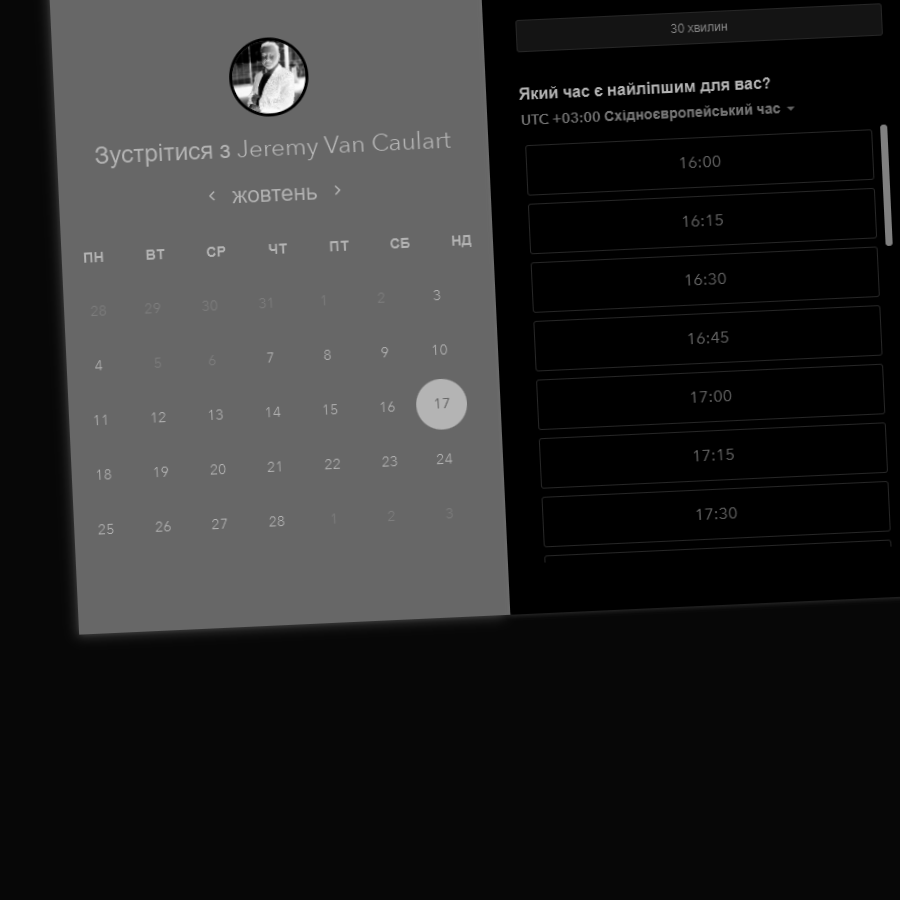 Зустрітися з Jeremy Van Caulart
‹ жовтень ›
ПН ВТ СР ЧТ ПТ СБ НД
28 29 30 31 1 2 3
4 5 6 7 8 9 10
11 12 13 14 15 16 17
18 19 20 21 22 23 24
25 26 27 28 1 2 3
30 хвилин
Який час є найліпшим для вас?
UTC +03:00 Східноєвропейський час
16:00
16:15
16:30
16:45
17:00
17:15
17:30